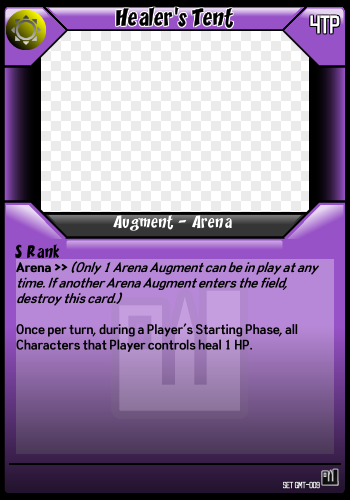 Healer's Tent
4TP
Augment - Arena
S Rank
Arena >> (Only 1 Arena Augment can be in play at any
time. If another Arena Augment enters the field,
destroy this card.)
Once per turn, during a Player's Starting Phase, all
Characters that Player controls heal 1 HP.
SET GMT-009